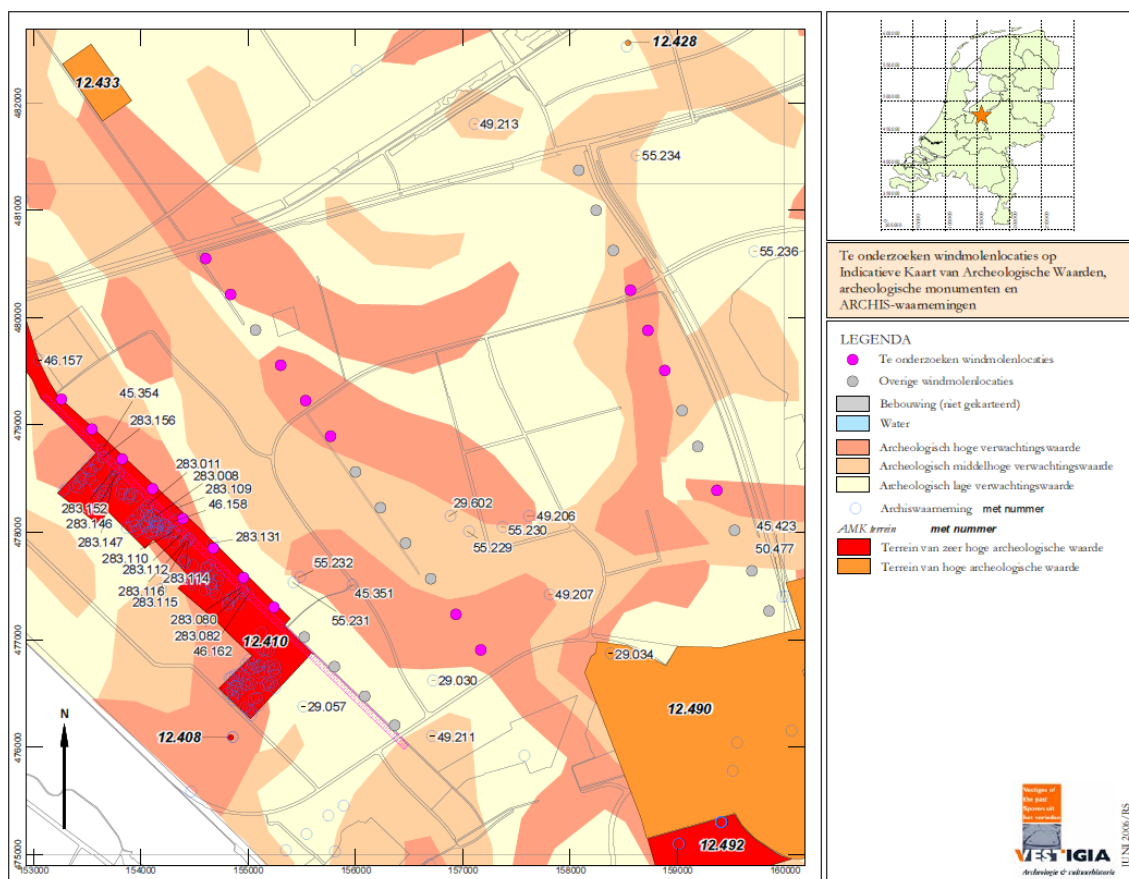 12.433
12.428
49.213
55.234
55.236
46.157
45.354
283.156
283.011
283.008
283.109
46.158
283.131
283.152
283.146
283.147
283.110
283.112
283.114
283.116
283.115
283.080
283.082
46.162
12.410
12.408
55.232
45.351
55.231
29.602
49.206
55.230
55.229
49.207
45.423
50.477
29.034
29.030
29.057
49.211
12.490
12.492
N
482000
481000
480000
479000
478000
477000
476000
475000
153000
154000
155000
156000
157000
158000
159000
160000
Te onderzoeken windmolenlocaties op
Indicatieve Kaart van Archeologische Waarden,
archeologische monumenten en
ARCHIS-waarnemingen
LEGENDA
Te onderzoeken windmolenlocaties
Overige windmolenlocaties
Bebouwing (niet gekarteerd)
Water
Archeologisch hoge verwachtingswaarde
Archeologisch middelhoge verwachtingswaarde
Archeologisch lage verwachtingswaarde
Archiswaarneming met nummer
AMK terrein met nummer
Terrein van zeer hoge archeologische waarde
Terrein van hoge archeologische waarde
Vestiges of
the past
Sporen uit
het verleden
VESTIGIA
Archeologie & cultuurhistorie
JUNI 2006/RS